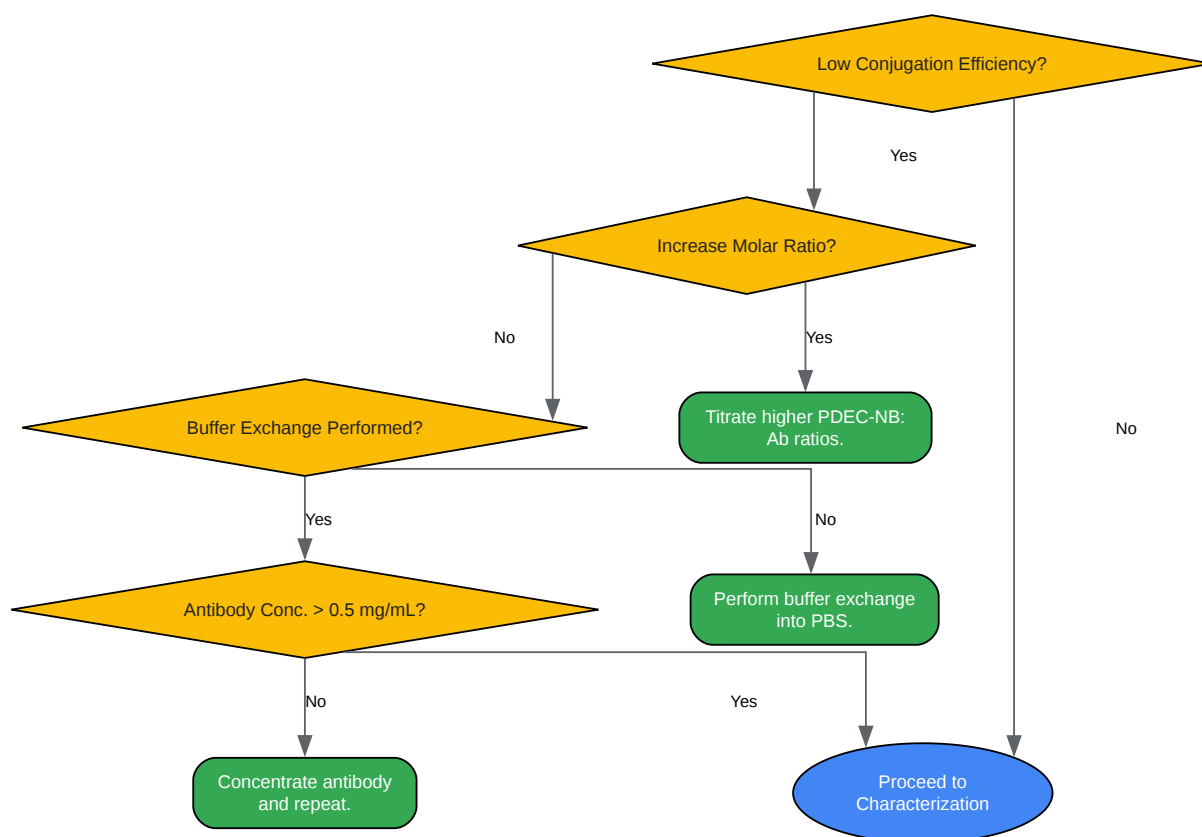 Low Conjugation Efficiency?
Yes
Increase Molar Ratio?
No
Yes
Buffer Exchange Performed?
Titrate higher PDEC-NB:
Ab ratios.
No
Yes
No
Antibody Conc. > 0.5 mg/mL?
Perform buffer exchange
into PBS.
No
Yes
Concentrate antibody
and repeat.
Proceed to
Characterization